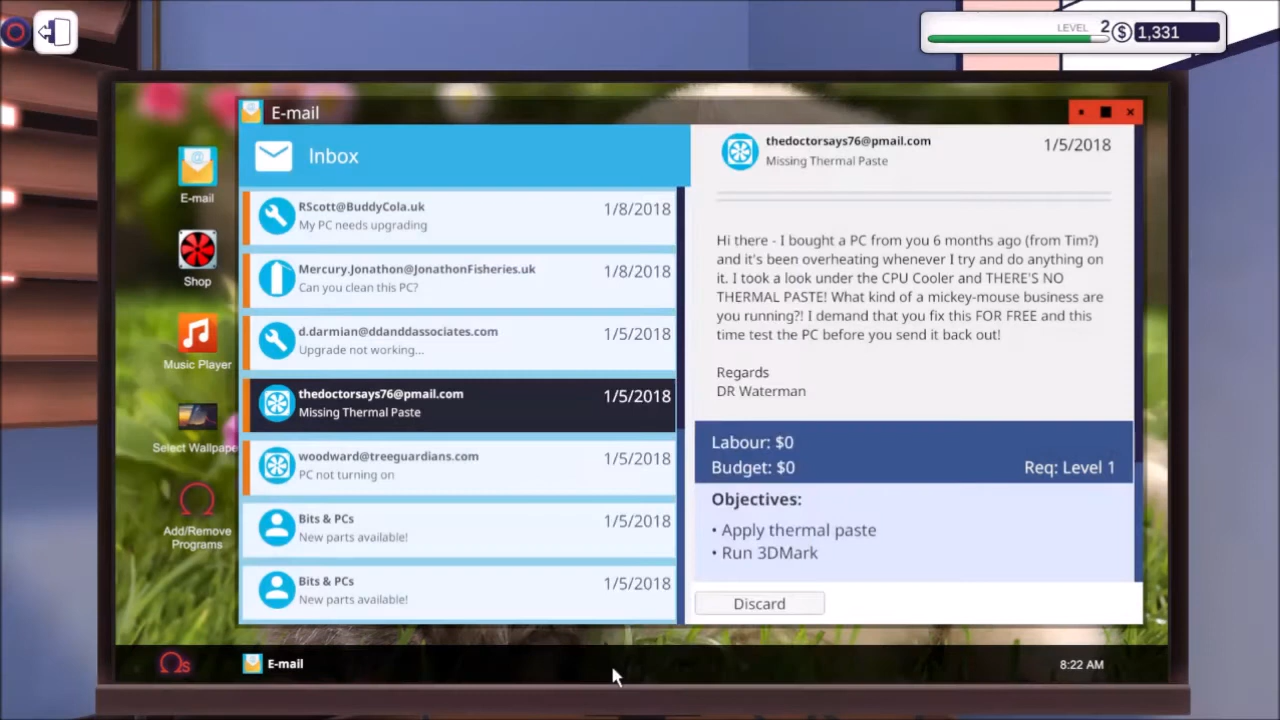 LEVEL 2 $ 1,331
E-mail
Inbox
E-mail
Shop
Music Player
Select Wallpape
Add/Remove
Programs
RScott@BuddyCola.uk 1/8/2018
My PC needs upgrading
Mercury.Jonathon@JonathonFisheries.uk 1/8/2018
Can you clean this PC?
d.darmian@ddanddassociates.com 1/5/2018
Upgrade not working...
thedoctorsays76@pmail.com 1/5/2018
Missing Thermal Paste
woodward@treeguardians.com 1/5/2018
PC not turning on
Bits & PCs 1/5/2018
New parts available!
Bits & PCs 1/5/2018
New parts available!
thedoctorsays76@pmail.com 1/5/2018
Missing Thermal Paste
Hi there - I bought a PC from you 6 months ago (from Tim?)
and it's been overheating whenever I try and do anything on
it. I took a look under the CPU Cooler and THERE'S NO
THERMAL PASTE! What kind of a mickey-mouse business are
you running?! I demand that you fix this FOR FREE and this
time test the PC before you send it back out!
Regards
DR Waterman
Labour: $0
Budget: $0 Req: Level 1
Objectives:
• Apply thermal paste
• Run 3DMark
Discard
Ωs E-mail 8:22 AM